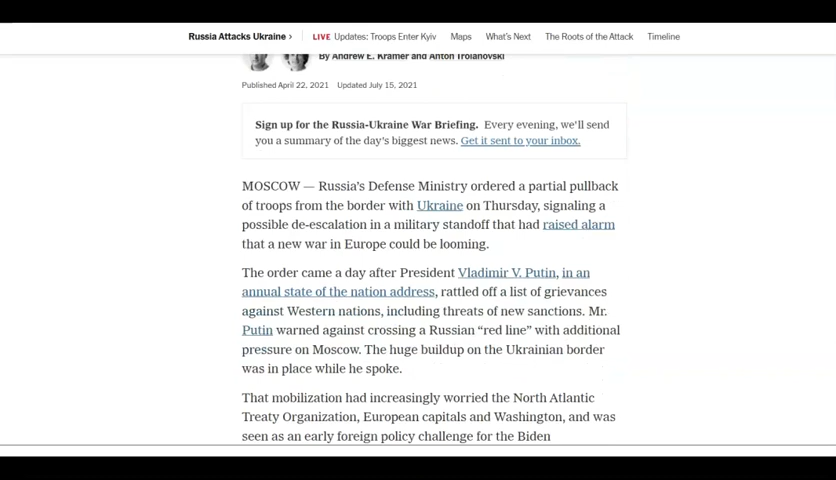 Russia Attacks Ukraine › LIVE Updates: Troops Enter Kyiv Maps What's Next The Roots of the Attack Timeline
By Andrew E. Kramer and Anton Troianovski
Published April 22, 2021 Updated July 15, 2021
Sign up for the Russia-Ukraine War Briefing. Every evening, we'll send
you a summary of the day's biggest news. Get it sent to your inbox.
MOSCOW — Russia's Defense Ministry ordered a partial pullback
of troops from the border with Ukraine on Thursday, signaling a
possible de-escalation in a military standoff that had raised alarm
that a new war in Europe could be looming.
The order came a day after President Vladimir V. Putin, in an
annual state of the nation address, rattled off a list of grievances
against Western nations, including threats of new sanctions. Mr.
Putin warned against crossing a Russian “red line” with additional
pressure on Moscow. The huge buildup on the Ukrainian border
was in place while he spoke.
That mobilization had increasingly worried the North Atlantic
Treaty Organization, European capitals and Washington, and was
seen as an early foreign policy challenge for the Biden